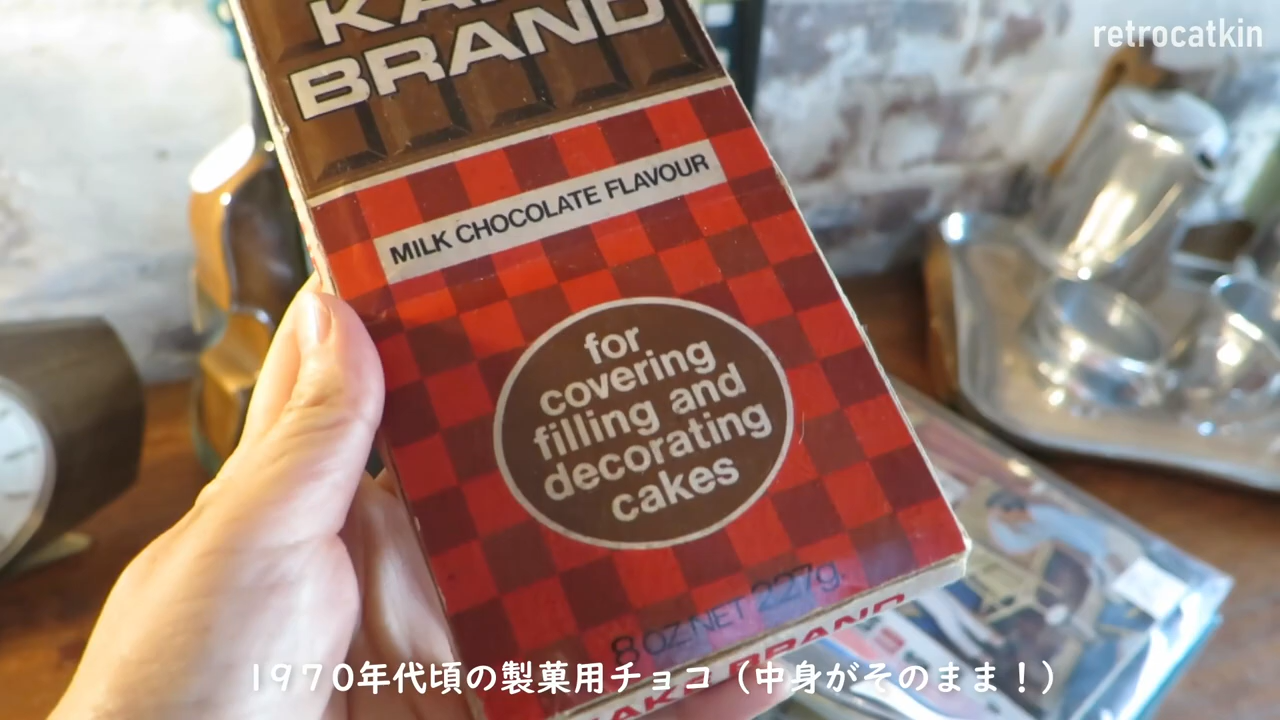 retrocatkin
BRAND
MILK CHOCOLATE FLAVOUR
for
covering
filling and
decorating
cakes
8 OZ.NET 227g.
BRAND
1970年代頃の製菓用チョコ（中身がそのまま！）